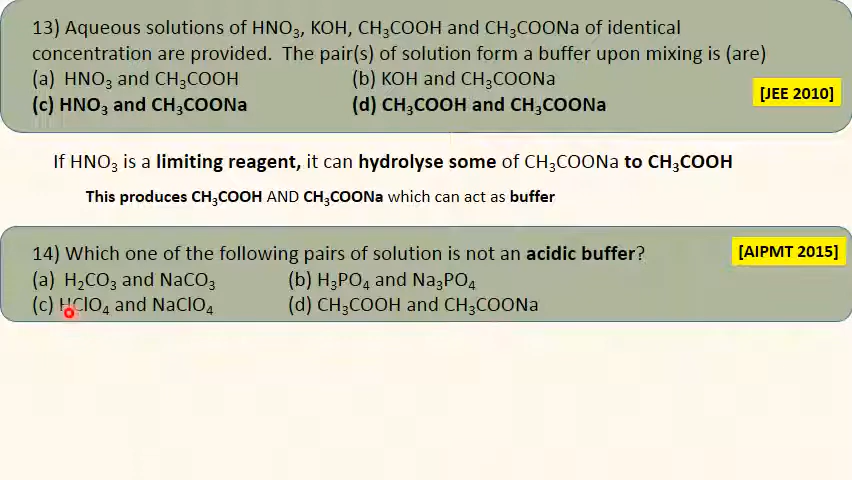 13) Aqueous solutions of HNO₃, KOH, CH₃COOH and CH₃COONa of identical
concentration are provided. The pair(s) of solution form a buffer upon mixing is (are)
(a) HNO₃ and CH₃COOH (b) KOH and CH₃COONa
(c) HNO₃ and CH₃COONa (d) CH₃COOH and CH₃COONa
[JEE 2010]
If HNO₃ is a limiting reagent, it can hydrolyse some of CH₃COONa to CH₃COOH
This produces CH₃COOH AND CH₃COONa which can act as buffer
14) Which one of the following pairs of solution is not an acidic buffer?
[AIPMT 2015]
(a) H₂CO₃ and NaCO₃ (b) H₃PO₄ and Na₃PO₄
(c) HClO₄ and NaClO₄ (d) CH₃COOH and CH₃COONa